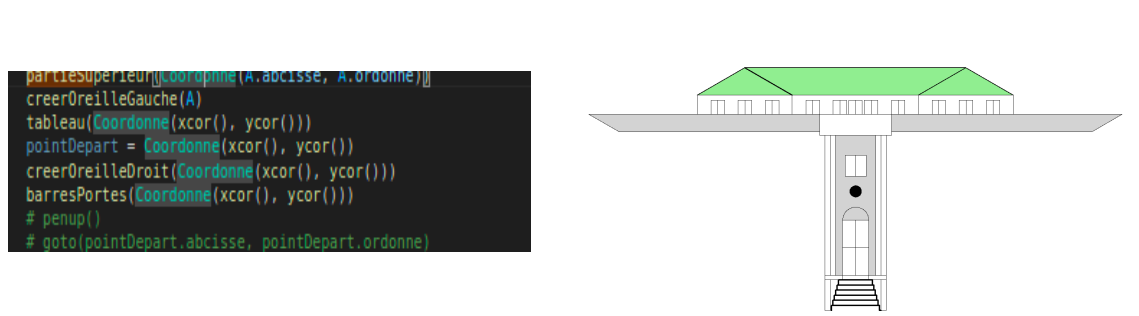 partieSuperieur(Coordonne(A.abcisse, A.ordonne))
creerOreilleGauche(A)
tableau(Coordonne(xcor(), ycor()))
pointDepart = Coordonne(xcor(), ycor())
creerOreilleDroit(Coordonne(xcor(), ycor()))
barresPortes(Coordonne(xcor(), ycor()))
# penup()
# goto(pointDepart.abcisse, pointDepart.ordonne)